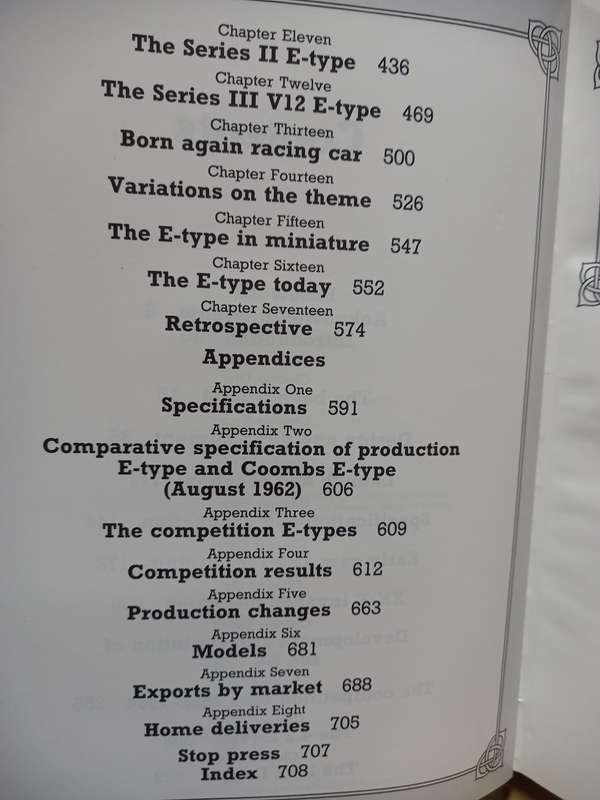 Chapter Eleven
The Series II E-type 436
Chapter Twelve
The Series III V12 E-type 469
Chapter Thirteen
Born again racing car 500
Chapter Fourteen
Variations on the theme 526
Chapter Fifteen
The E-type in miniature 547
Chapter Sixteen
The E-type today 552
Chapter Seventeen
Retrospective 574
Appendices
Appendix One
Specifications 591
Appendix Two
Comparative specification of production
E-type and Coombs E-type
(August 1962) 606
Appendix Three
The competition E-types 609
Appendix Four
Competition results 612
Appendix Five
Production changes 663
Appendix Six
Models 681
Appendix Seven
Exports by market 688
Appendix Eight
Home deliveries 705
Stop press 707
Index 708